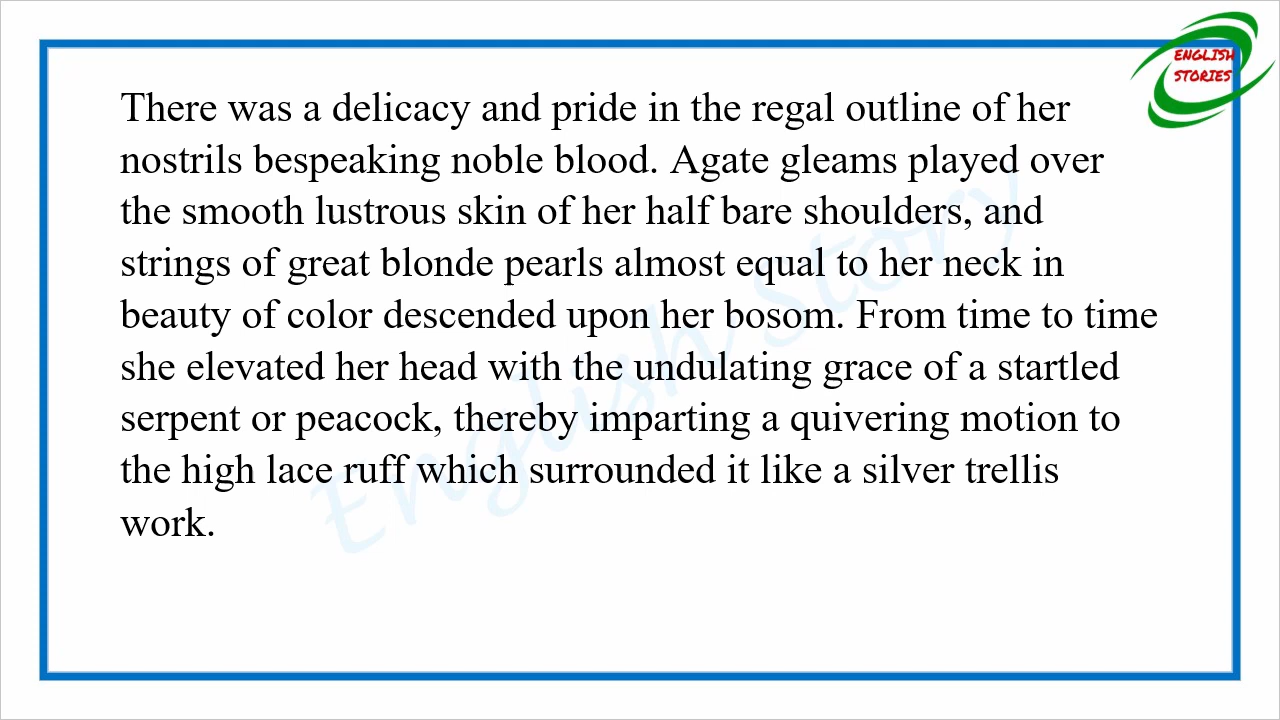 ENGLISH
STORIES
There was a delicacy and pride in the regal outline of her
nostrils bespeaking noble blood. Agate gleams played over
the smooth lustrous skin of her half bare shoulders, and
strings of great blonde pearls almost equal to her neck in
beauty of color descended upon her bosom. From time to time
she elevated her head with the undulating grace of a startled
serpent or peacock, thereby imparting a quivering motion to
the high lace ruff which surrounded it like a silver trellis
work.
English Story